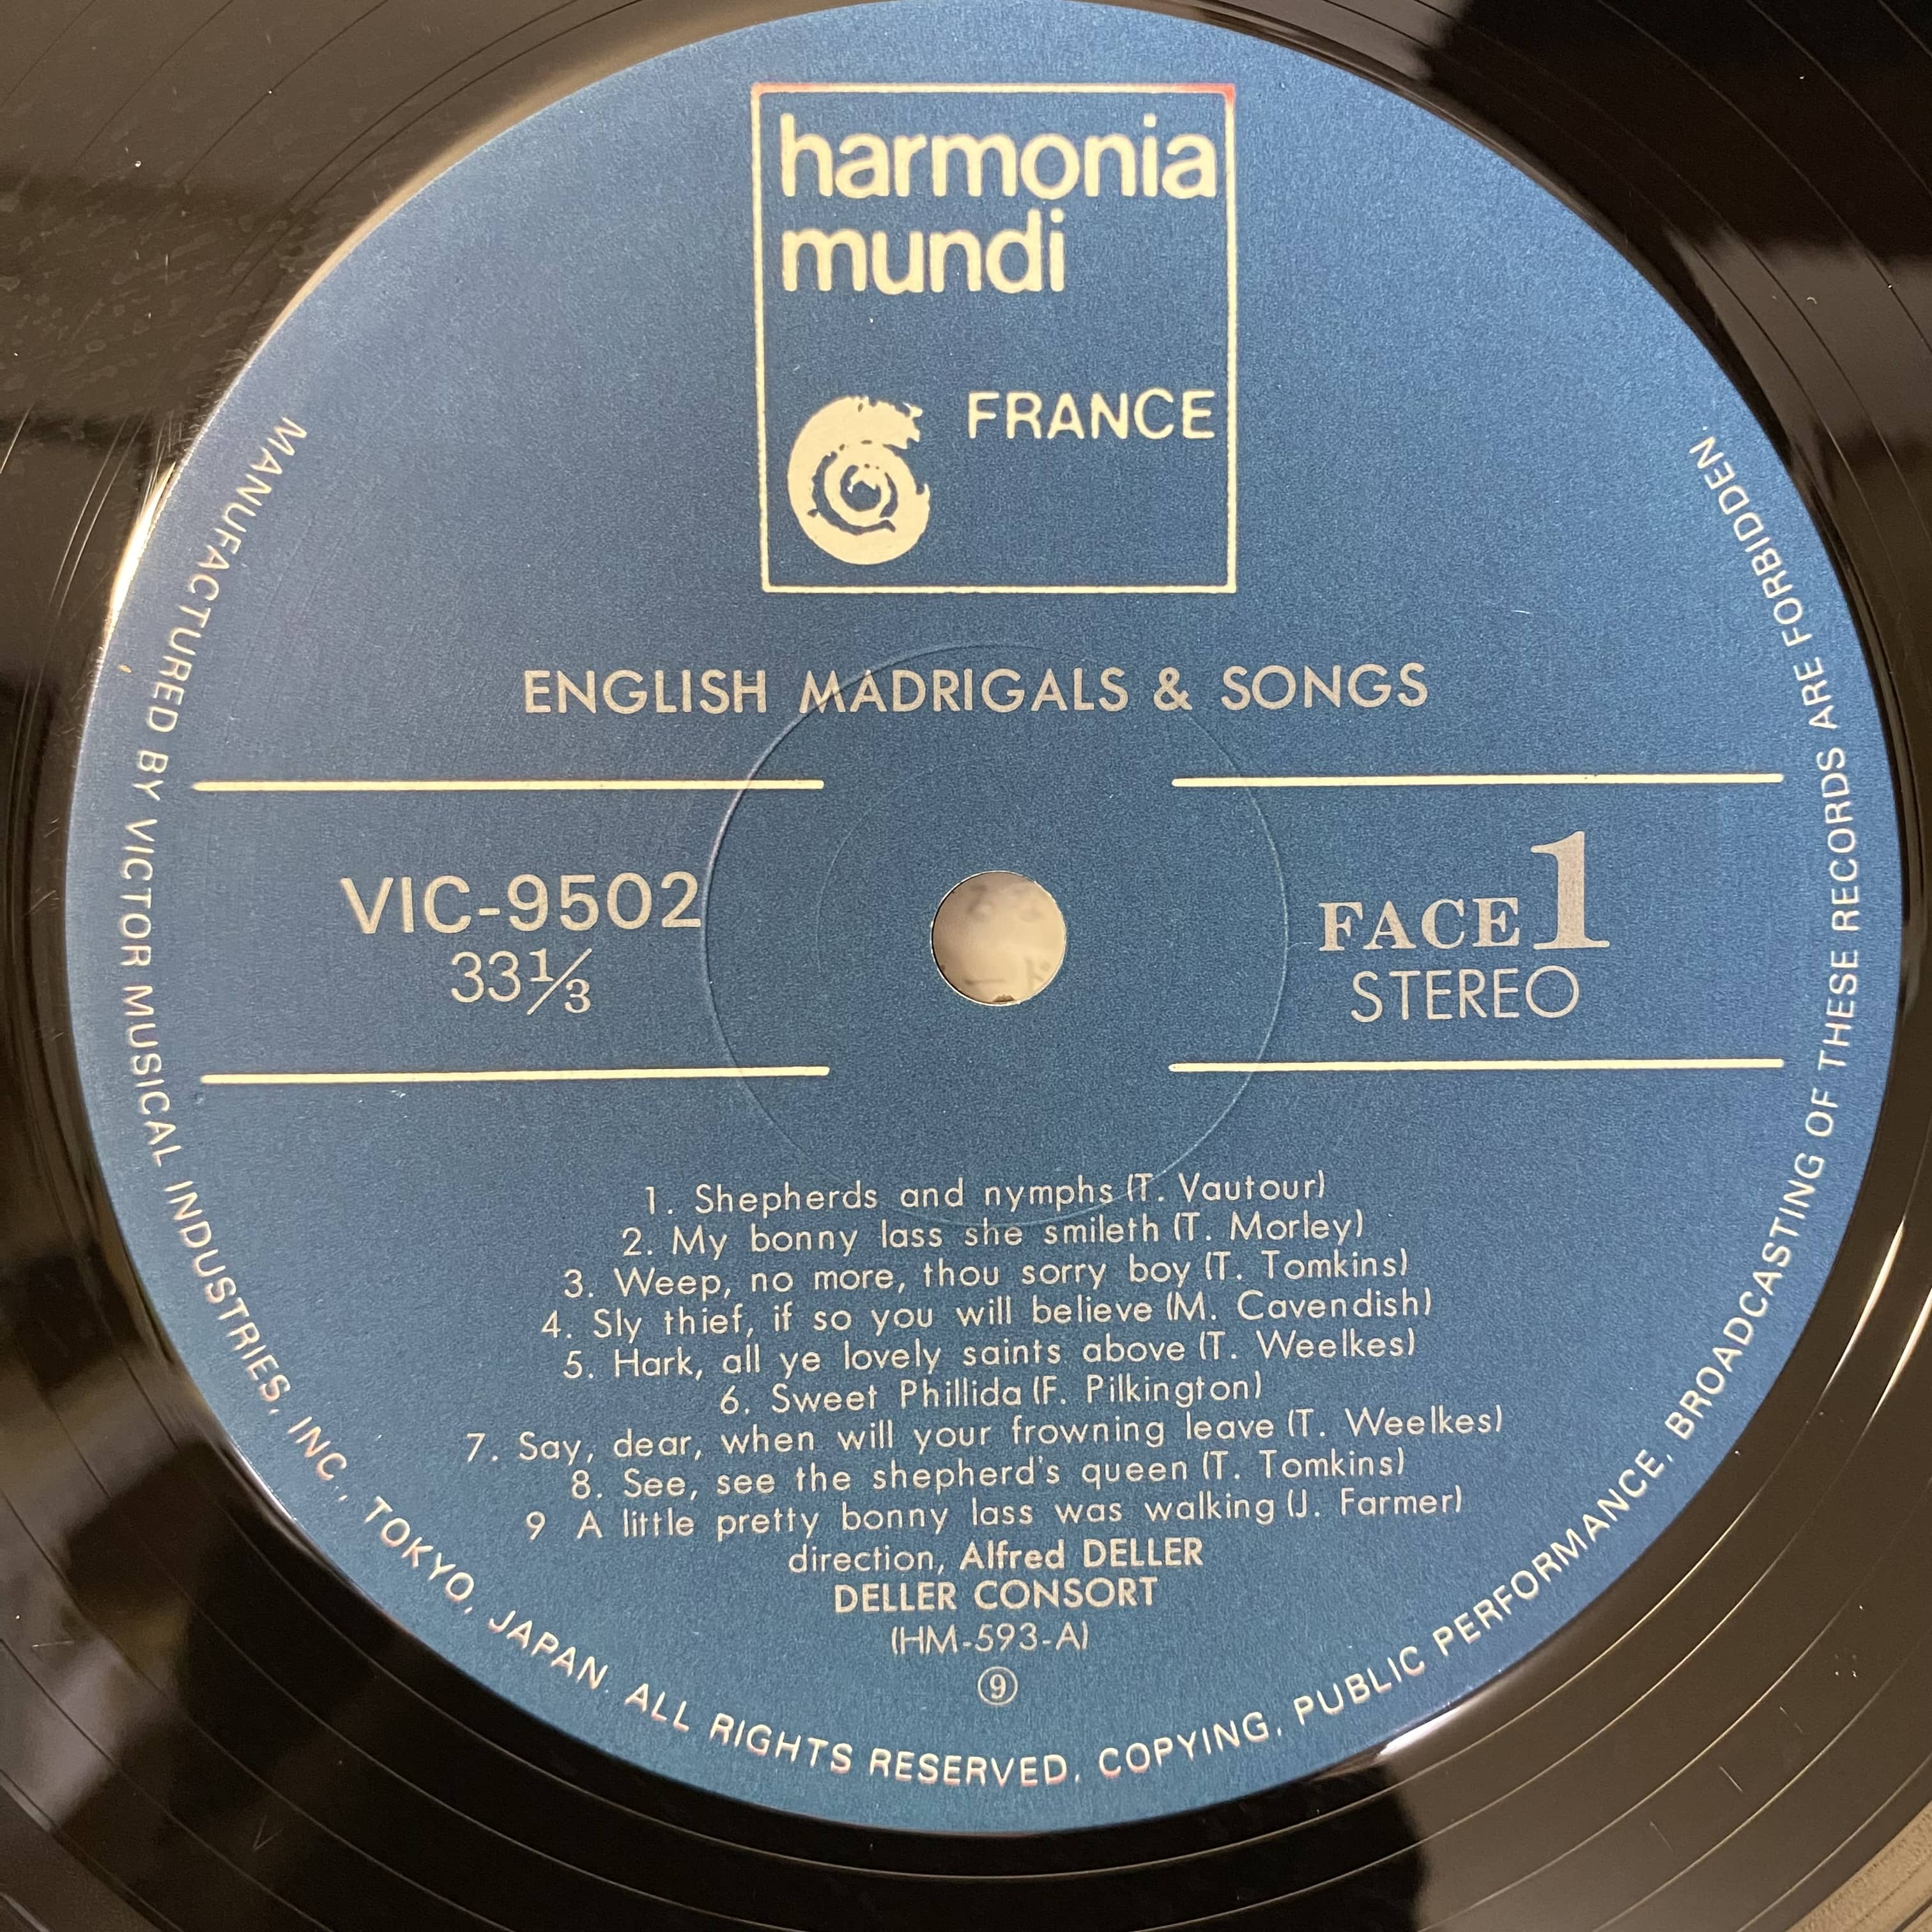 harmonia
mundi
FRANCE
ENGLISH MADRIGALS & SONGS
VIC-9502
33⅓
FACE 1
STEREO
1. Shepherds and nymphs (T. Vautour)
2. My bonny lass she smileth (T. Morley)
3. Weep, no more, thou sorry boy (T. Tomkins)
4. Sly thief, if so you will believe (M. Cavendish)
5. Hark, all ye lovely saints above (T. Weelkes)
6. Sweet Phillida (F. Pilkington)
7. Say, dear, when will your frowning leave (T. Weelkes)
8. See, see the shepherd's queen (T. Tomkins)
9 A little pretty bonny lass was walking (J. Farmer)
direction, Alfred DELLER
DELLER CONSORT
(HM-593-A)
⑨
MANUFACTURED BY VICTOR MUSICAL INDUSTRIES, INC., TOKYO, JAPAN. ALL RIGHTS RESERVED. COPYING, PUBLIC PERFORMANCE, BROADCASTING OF THESE RECORDS ARE FORBIDDEN